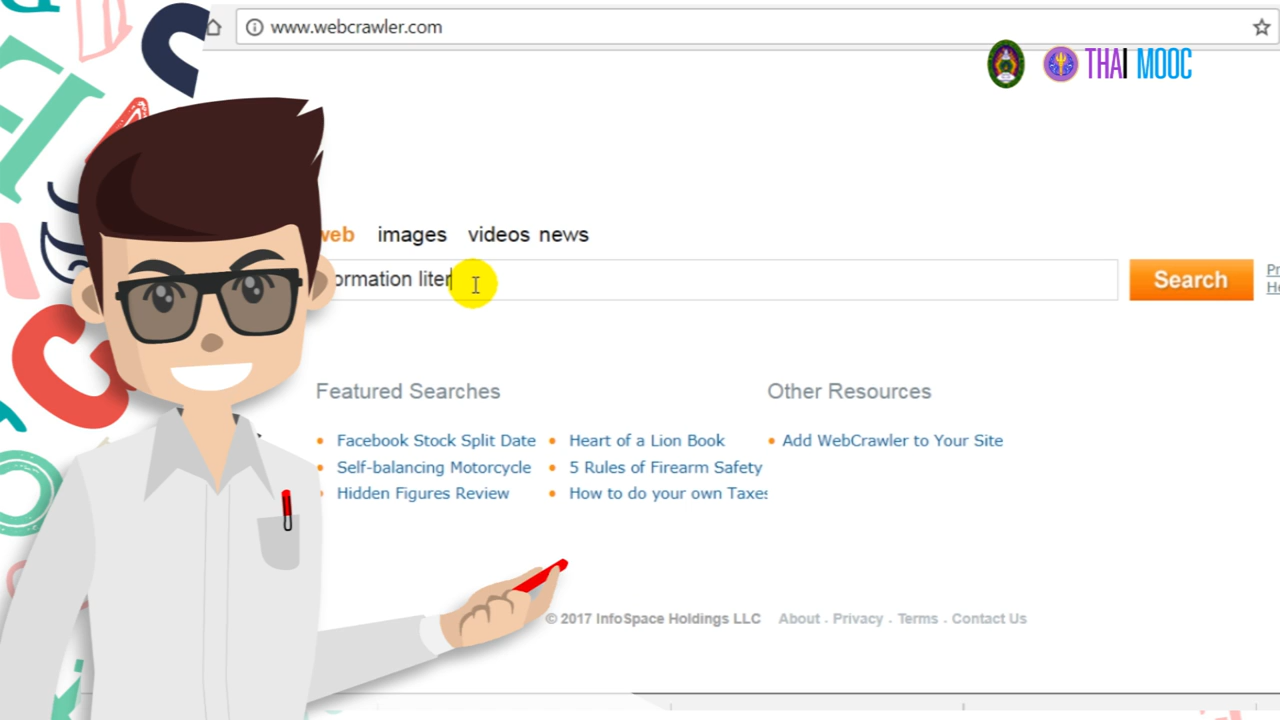 www.webcrawler.com
THAI MOOC
web images videos news
ormation liter
Search
Featured Searches
Other Resources
Facebook Stock Split Date
Heart of a Lion Book
Add WebCrawler to Your Site
Self-balancing Motorcycle
5 Rules of Firearm Safety
Hidden Figures Review
How to do your own Taxes
© 2017 InfoSpace Holdings LLC About . Privacy . Terms . Contact Us